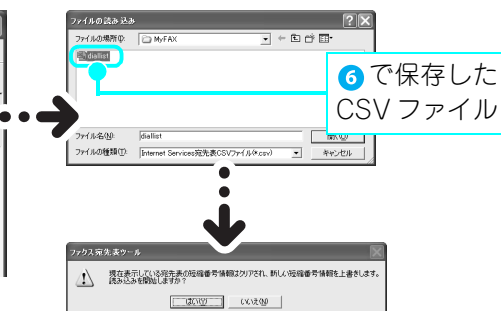 ファイルの読み込み
ファイルの場所(I):
MyFAX
diallist
6 で保存した
CSV ファイル
ファイル名(N):
diallist
開く(O)
ファイルの種類(T):
Internet Services宛先表CSVファイル(*.csv)
キャンセル
ファクス宛先表ツール
現在表示している宛先表の短縮番号情報はクリアされ、新しい短縮番号情報を上書きします。
読み込みを開始しますか？
はい(Y)
いいえ(N)